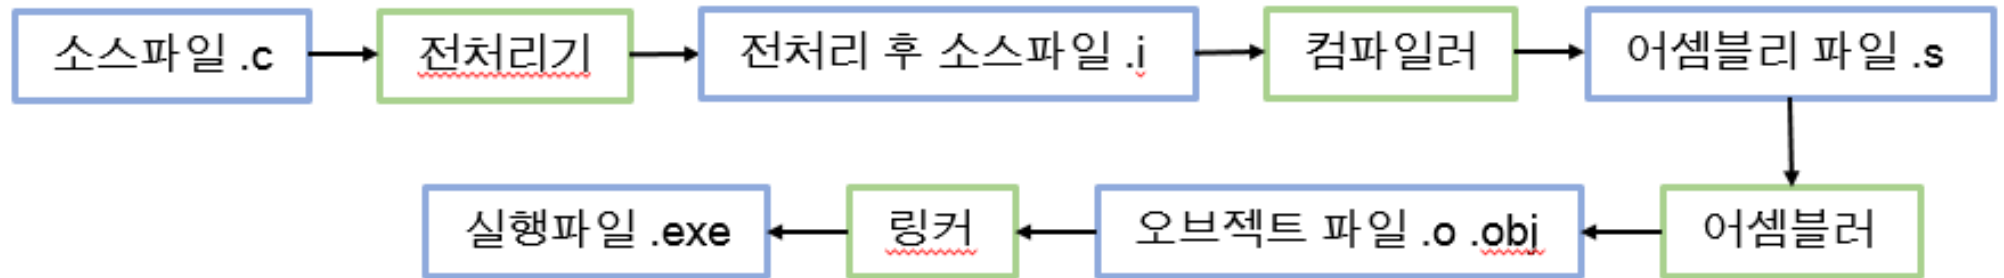 소스파일 .c 전처리기 전처리 후 소스파일 .i 컴파일러 어셈블리 파일 .s
실행파일 .exe 링커 오브젝트 파일 .o .obj 어셈블러